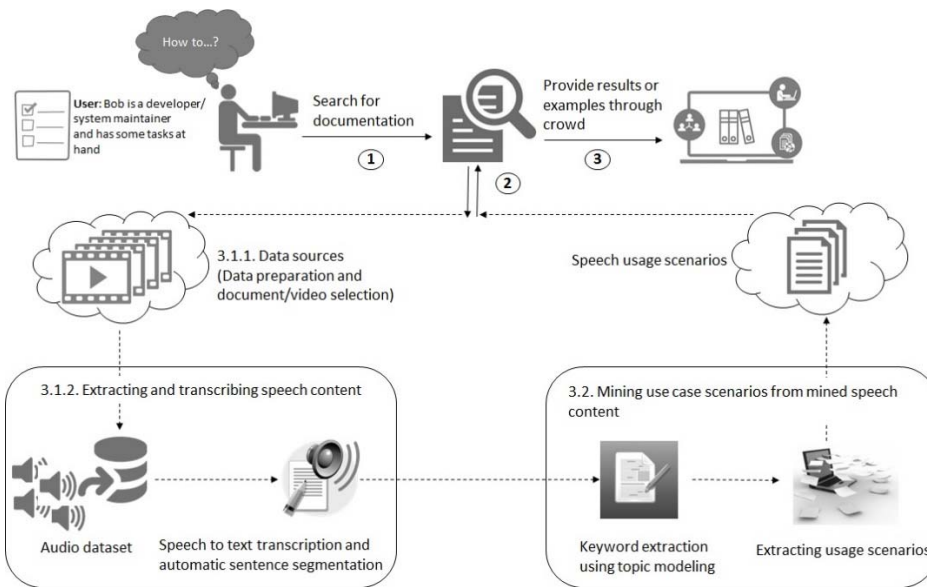 How to...?
User: Bob is a developer/
system maintainer
and has some tasks at
hand
Search for
documentation
1
2
Provide results or
examples through
crowd
3
3.1.1. Data sources
(Data preparation and
document/video selection)
Speech usage scenarios
3.1.2. Extracting and transcribing speech content
Audio dataset
Speech to text transcription and
automatic sentence segmentation
3.2. Mining use case scenarios from mined speech
content
Keyword extraction
using topic modeling
Extracting usage scenarios